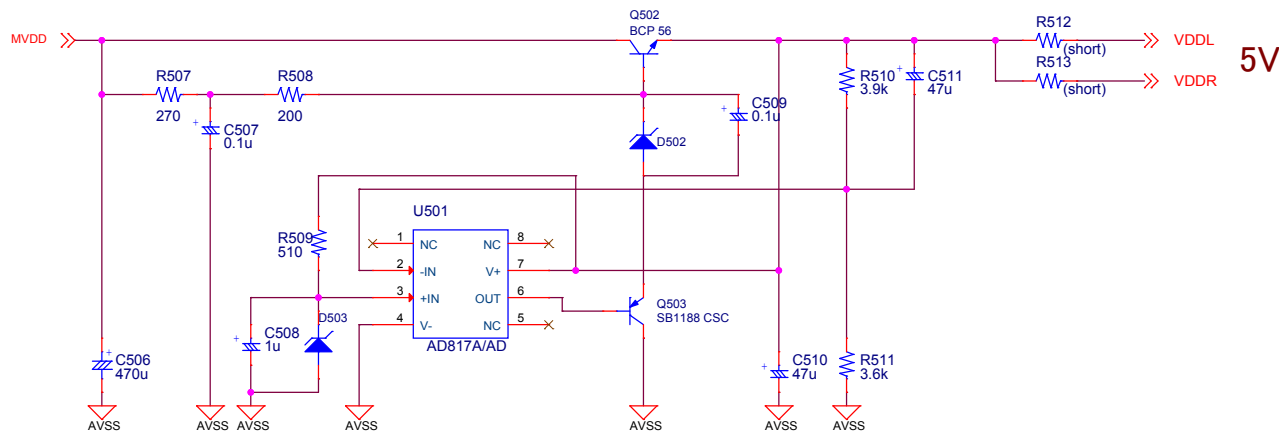 Q502
BCP 56
MVDD
R512
(short)
VDDL
5V
R513
(short)
VDDR
R507
270
R508
200
C507
0.1u
C509
0.1u
R510
3.9k
C511
47u
D502
U501
R509
510
1 NC NC 8
2 -IN V+ 7
3 +IN OUT 6
4 V- NC 5
AD817A/AD
Q503
SB1188 CSC
D503
C508
1u
C506
470u
C510
47u
R511
3.6k
AVSS AVSS AVSS AVSS AVSS AVSS AVSS